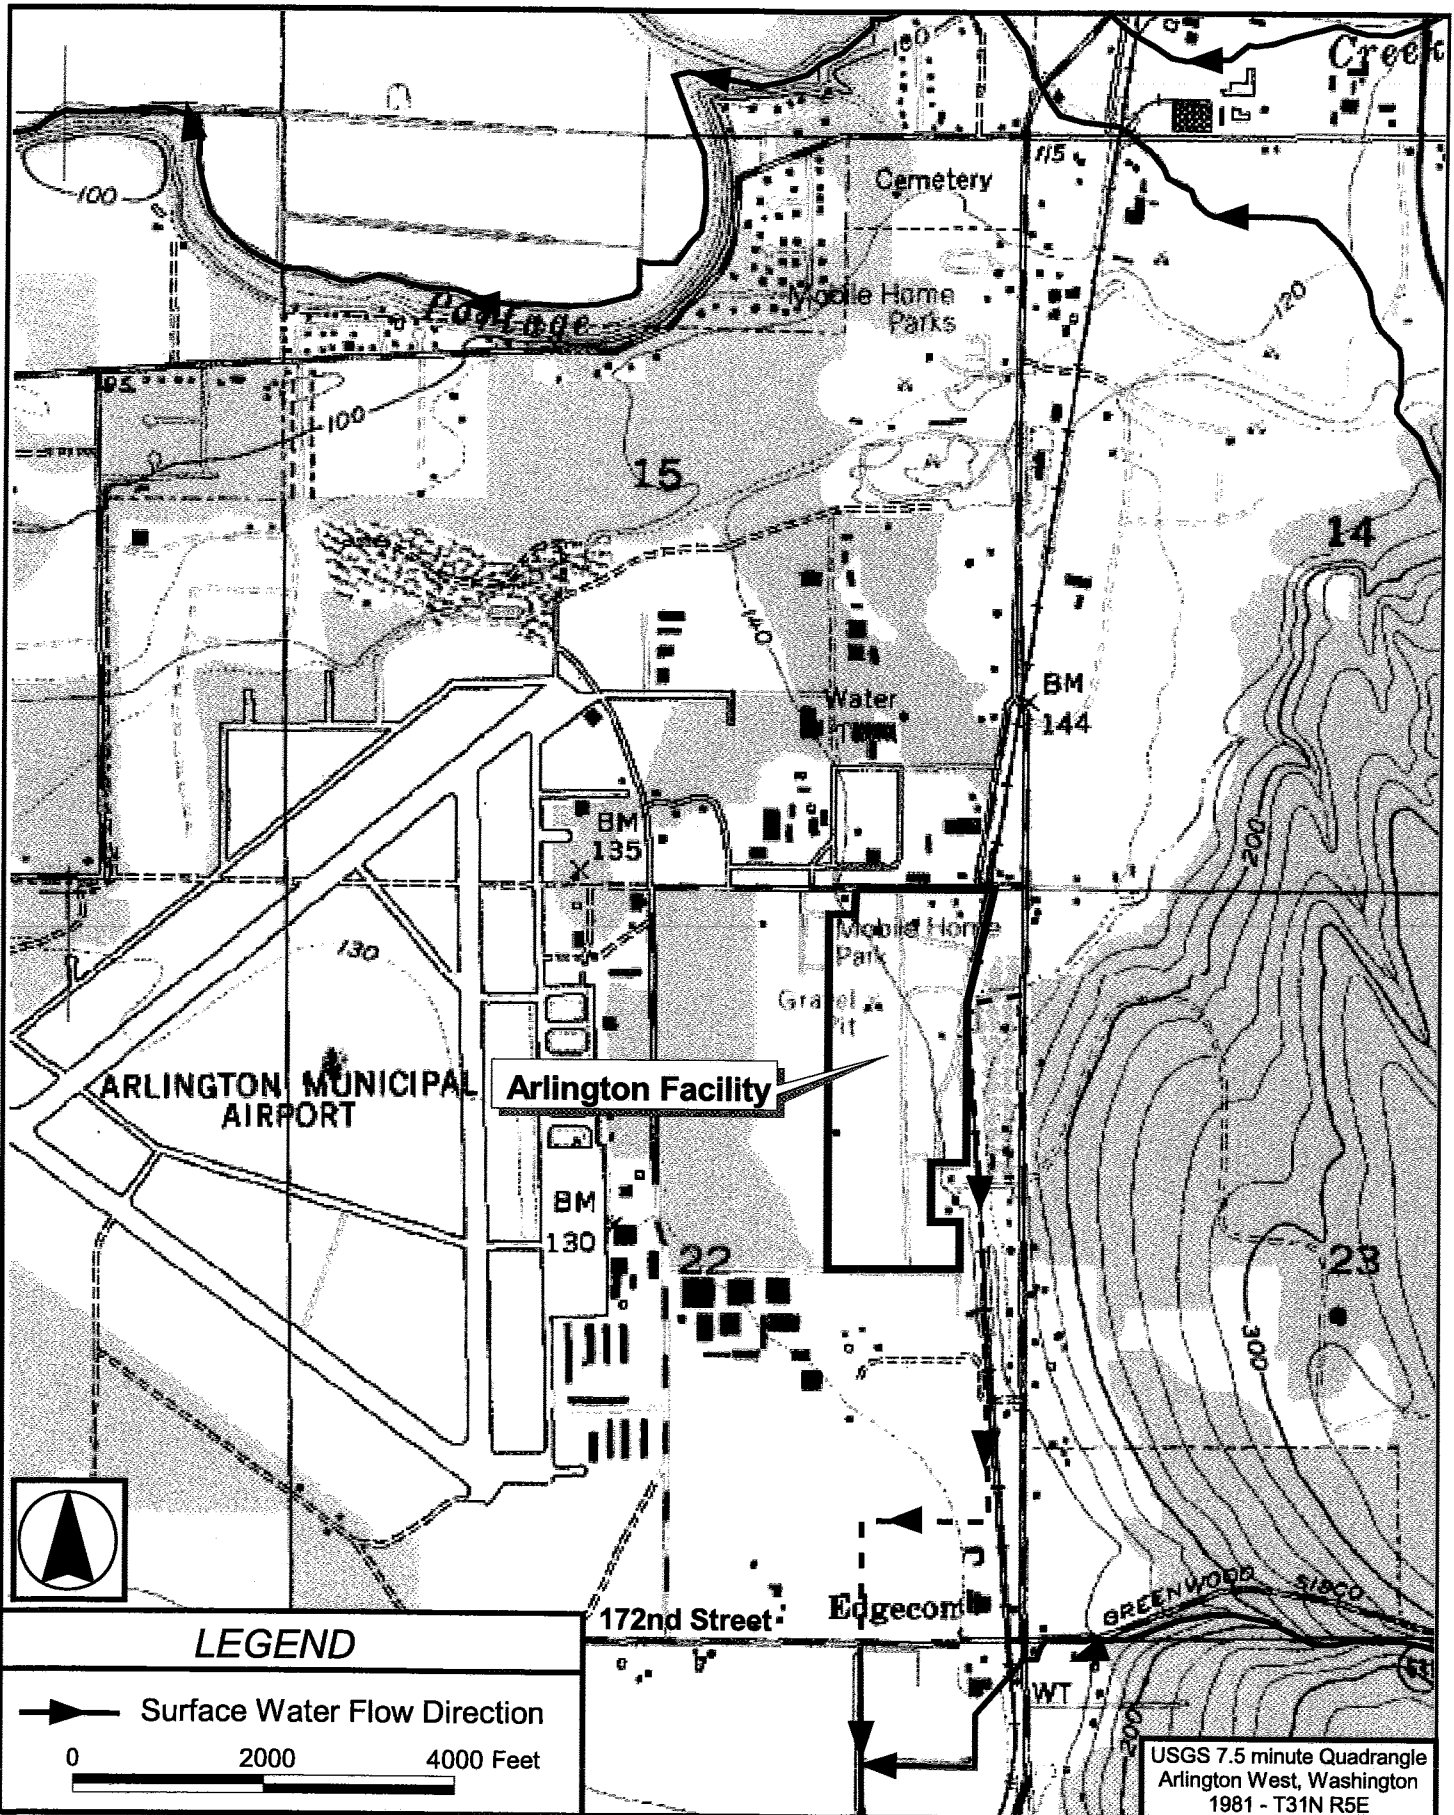 160
Creek
115
Cemetery
100
Mobile Home
Parks
120
Portage
95
100
15
14
140
BM
144
Water
Tank
200
BM
135
Mobile Home
Park
130
Gravel
Pit
ARLINGTON MUNICIPAL
AIRPORT
Arlington Facility
BM
130
22
23
300
GREENWOOD
172nd Street
Edgecomb
WT
200
LEGEND
Surface Water Flow Direction
0 2000 4000 Feet
USGS 7.5 minute Quadrangle
Arlington West, Washington
1981 - T31N R5E